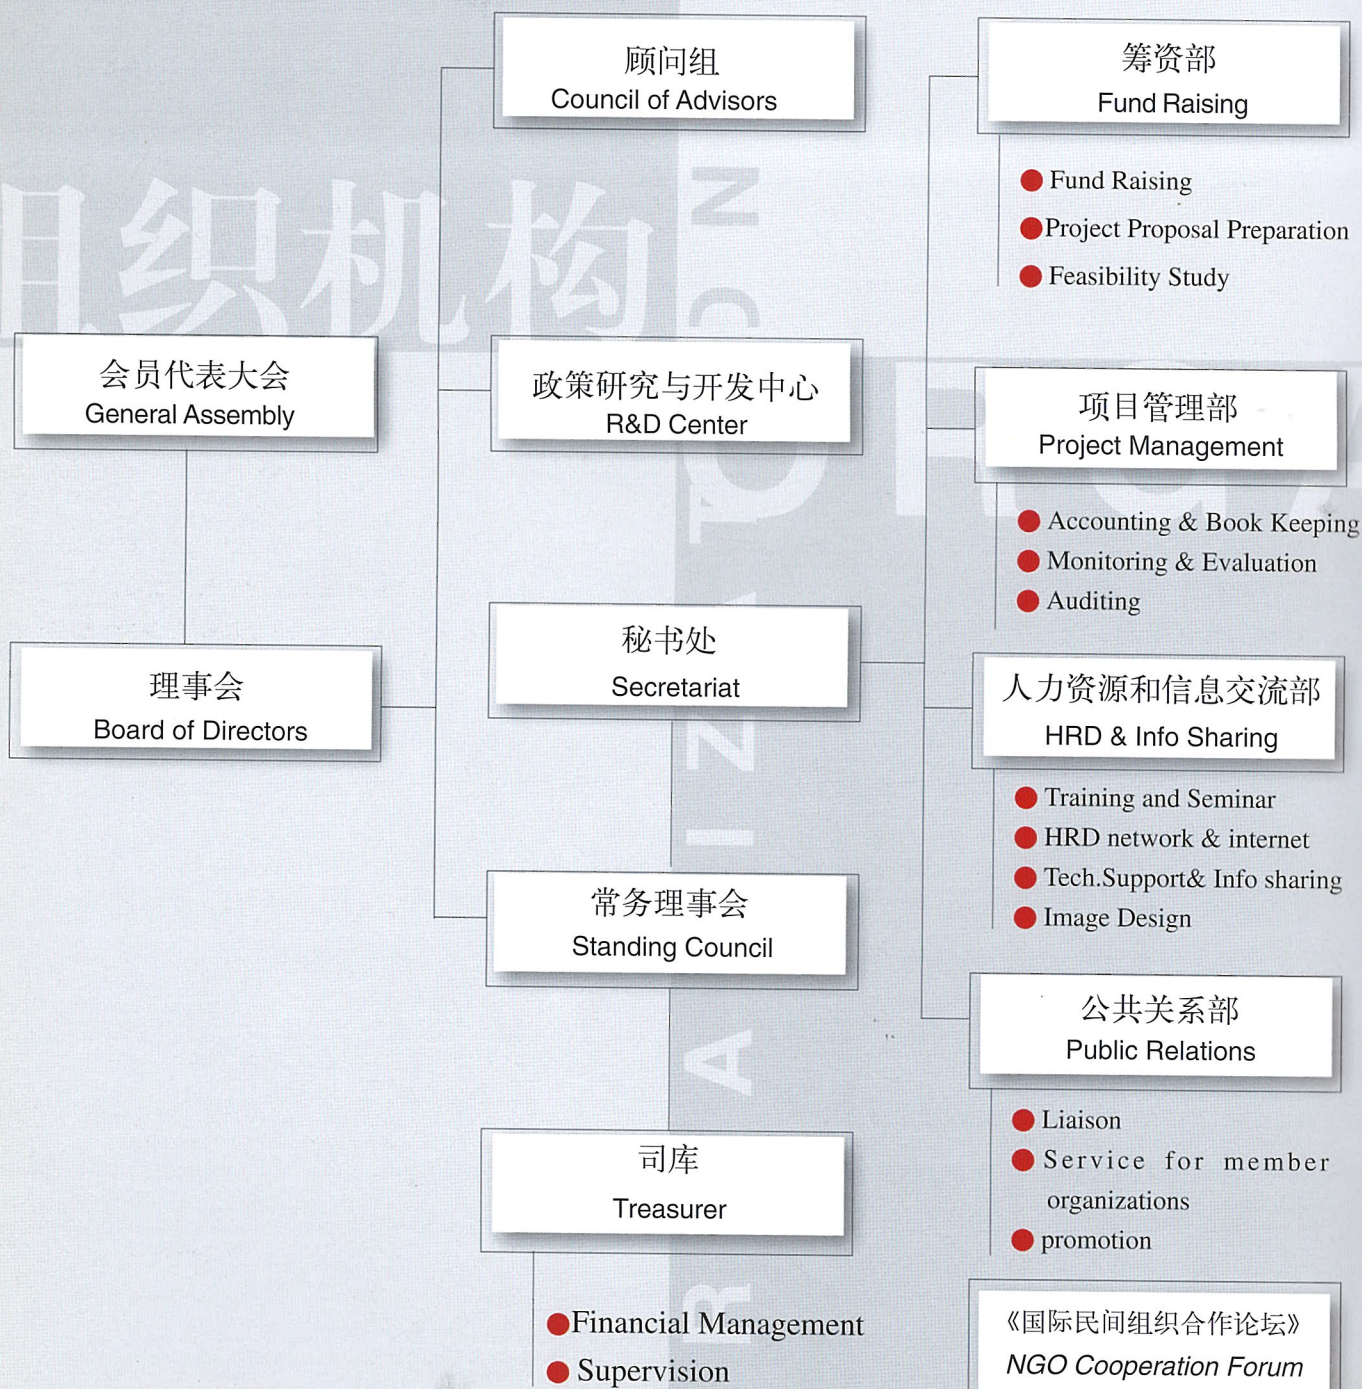 组织机构
ORGA
ORGANIZATION
会员代表大会
General Assembly
理事会
Board of Directors
顾问组
Council of Advisors
政策研究与开发中心
R&D Center
秘书处
Secretariat
常务理事会
Standing Council
司库
Treasurer
●Financial Management
● Supervision
筹资部
Fund Raising
● Fund Raising
●Project Proposal Preparation
● Feasibility Study
项目管理部
Project Management
● Accounting & Book Keeping
● Monitoring & Evaluation
● Auditing
人力资源和信息交流部
HRD & Info Sharing
● Training and Seminar
● HRD network & internet
● Tech.Support& Info sharing
● Image Design
公共关系部
Public Relations
● Liaison
● Service for member
organizations
● promotion
《国际民间组织合作论坛》
NGO Cooperation Forum